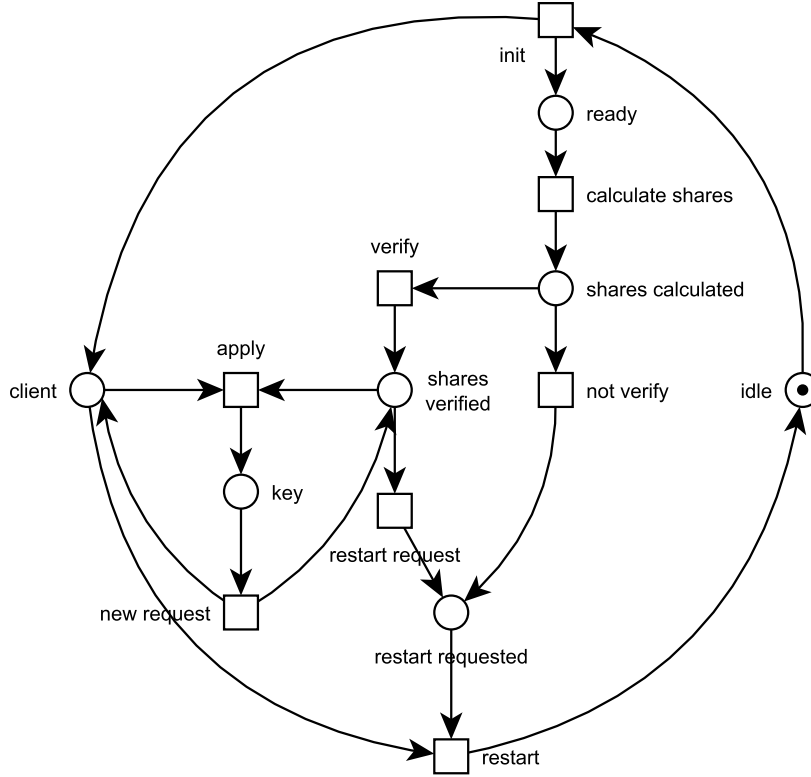 init
ready
calculate shares
verify
shares calculated
apply
client
shares
verified
not verify
idle
key
restart request
new request
restart requested
restart